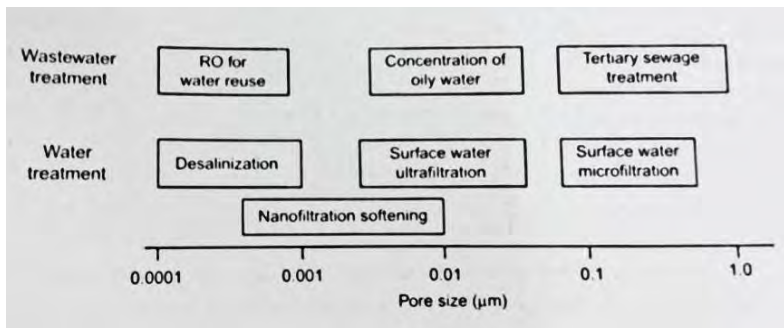 Wastewater
treatment
RO for
water reuse
Concentration of
oily water
Tertiary sewage
treatment
Water
treatment
Desalinization
Surface water
ultrafiltration
Surface water
microfiltration
Nanofiltration softening
0.0001
0.001
0.01
0.1
1.0
Pore size (μm)